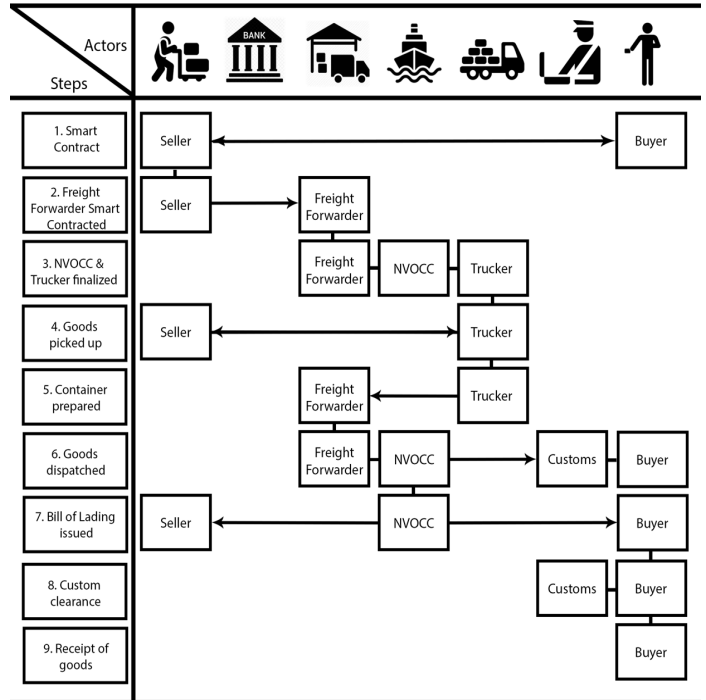 Actors
Steps
BANK
1. Smart
Contract
Seller
Buyer
2. Freight
Forwarder Smart
Contracted
Seller
Freight
Forwarder
3. NVOCC &
Trucker finalized
Freight
Forwarder
NVOCC
Trucker
4. Goods
picked up
Seller
Trucker
5. Container
prepared
Freight
Forwarder
Trucker
6. Goods
dispatched
Freight
Forwarder
NVOCC
Customs
Buyer
7. Bill of Lading
issued
Seller
NVOCC
Buyer
8. Custom
clearance
Customs
Buyer
9. Receipt of
goods
Buyer